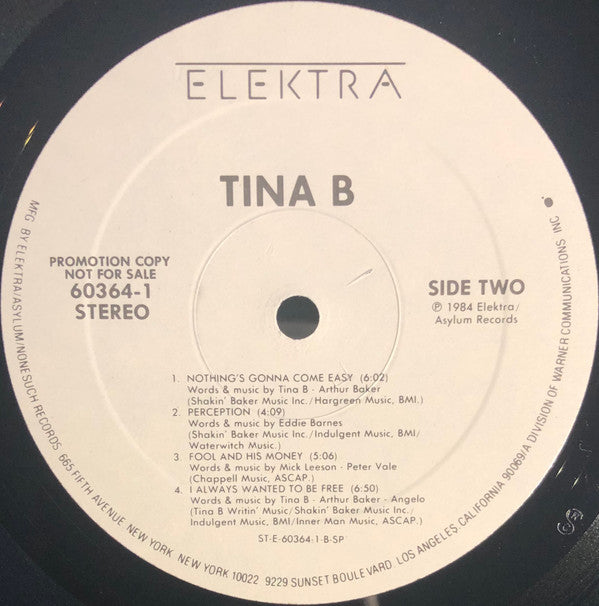 ELEKTRA
TINA B
PROMOTION COPY
NOT FOR SALE
60364-1
STEREO
SIDE TWO
℗ 1984 Elektra/
Asylum Records
1. NOTHING'S GONNA COME EASY (6:02)
Words & music by Tina B - Arthur Baker
(Shakin' Baker Music Inc./Hargreen Music, BMI.)
2. PERCEPTION (4:09)
Words & music by Eddie Barnes
(Shakin' Baker Music Inc./Indulgent Music, BMI/
Waterwitch Music.)
3. FOOL AND HIS MONEY (5:06)
Words & music by Mick Leeson - Peter Vale
(Chappell Music, ASCAP.)
4. I ALWAYS WANTED TO BE FREE (6:50)
Words & music by Tina B - Arthur Baker - Angelo
(Tina B Writin' Music/Shakin' Baker Music Inc./
Indulgent Music, BMI/Inner Man Music, ASCAP.)
ST-E-60364-1-B-SP
MFG. BY ELEKTRA/ASYLUM/NONESUCH RECORDS 665 FIFTH AVENUE NEW YORK NEW YORK 10022 9229 SUNSET BOULEVARD LOS ANGELES, CALIFORNIA 90069/A DIVISION OF WARNER COMMUNICATIONS INC